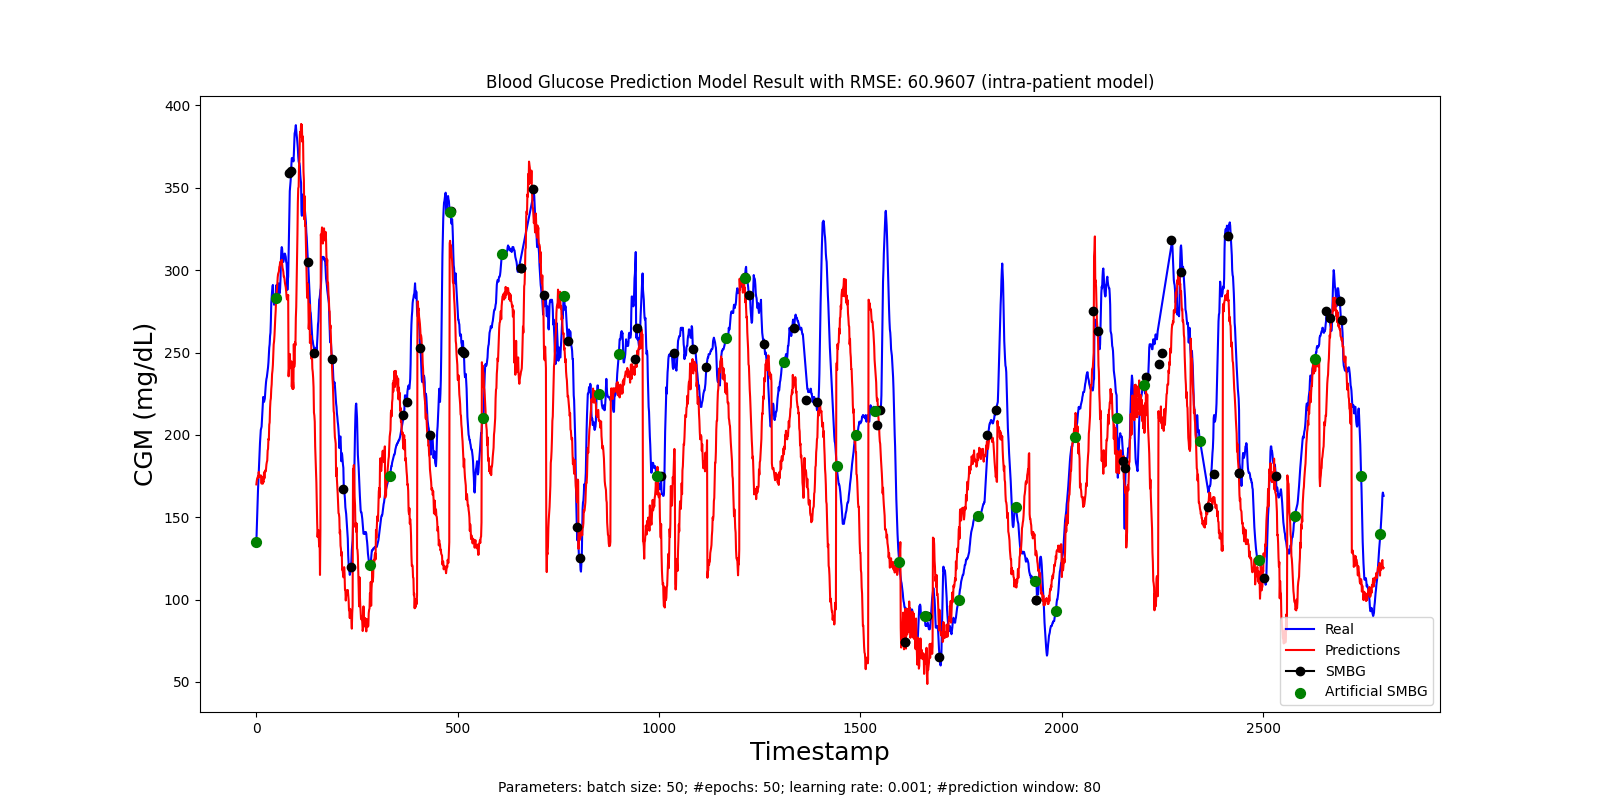 Blood Glucose Prediction Model Result with RMSE: 60.9607 (intra-patient model)
400
350
300
250
200
150
100
50
CGM (mg/dL)
Real
Predictions
SMBG
Artificial SMBG
0 500 1000 1500 2000 2500
Timestamp
Parameters: batch size: 50; #epochs: 50; learning rate: 0.001; #prediction window: 80